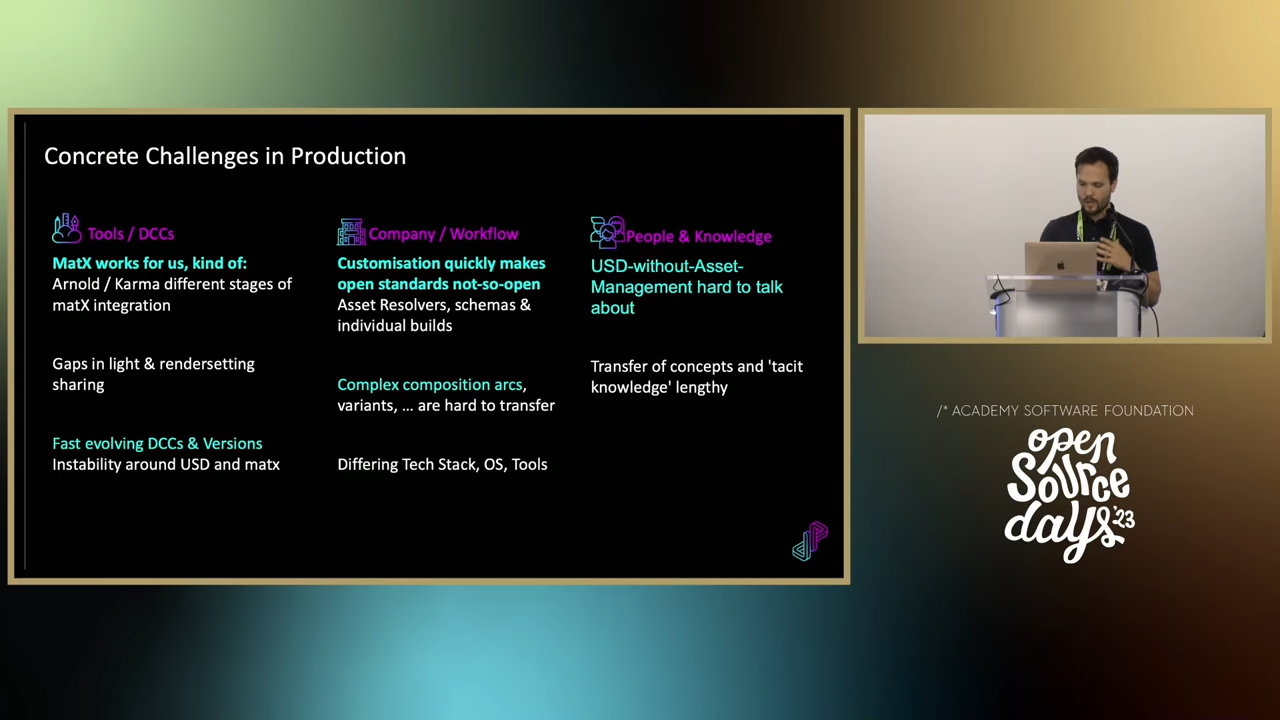 Concrete Challenges in Production
Tools / DCCs
MatX works for us, kind of:
Arnold / Karma different stages of
matX integration
Gaps in light & rendersetting
sharing
Fast evolving DCCs & Versions
Instability around USD and matx
Company / Workflow
Customisation quickly makes
open standards not-so-open
Asset Resolvers, schemas &
individual builds
Complex composition arcs,
variants, ... are hard to transfer
Differing Tech Stack, OS, Tools
People & Knowledge
USD-without-Asset-
Management hard to talk
about
Transfer of concepts and 'tacit
knowledge' lengthy
/* ACADEMY SOFTWARE FOUNDATION
open
source
days '23